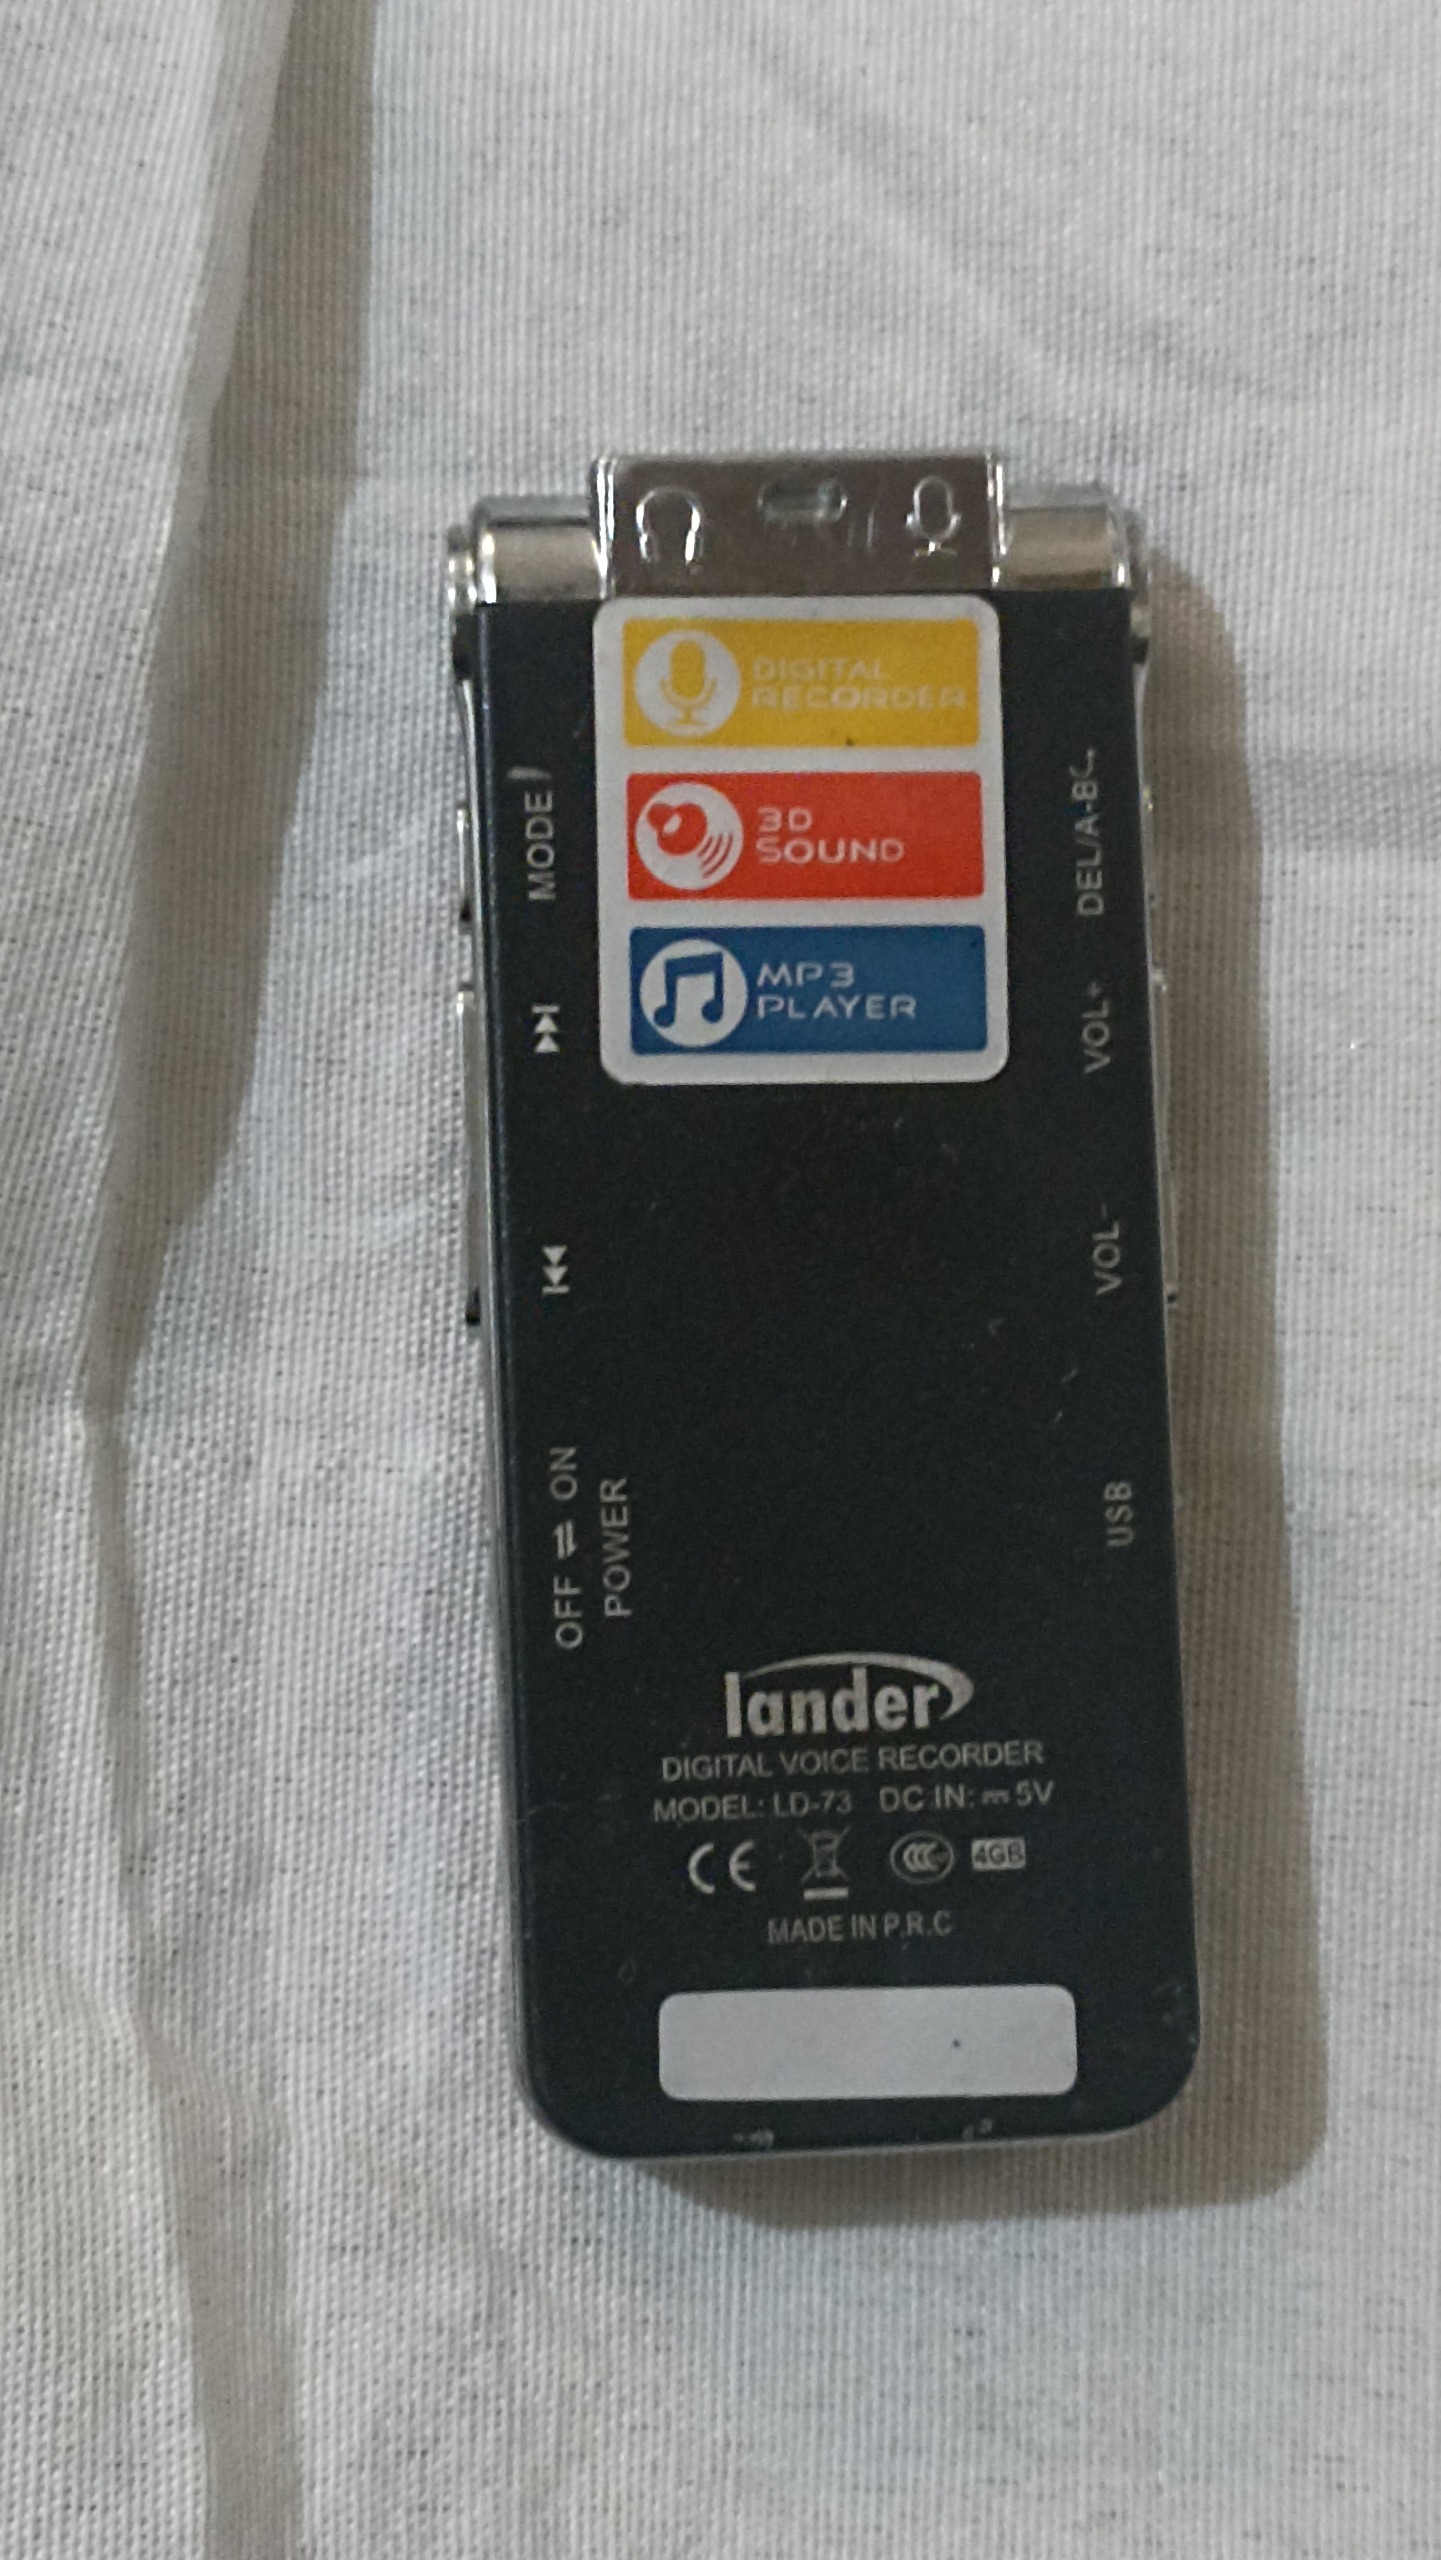 DIGITAL
RECORDER
3D
SOUND
MP3
PLAYER
MODE
DEL/A-B
VOL+
VOL-
OFF ⇌ ON
POWER
USB
lander
DIGITAL VOICE RECORDER
MODEL: LD-73 DC IN: ⎓ 5V
CE CCC 4GB
MADE IN P.R.C